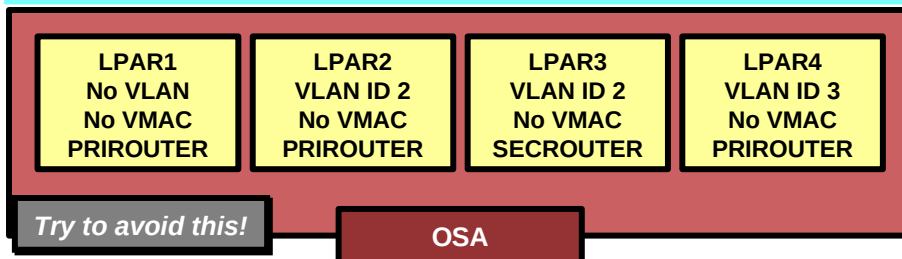 LPAR1
No VLAN
No VMAC
PRIROUTER
LPAR2
VLAN ID 2
No VMAC
PRIROUTER
LPAR3
VLAN ID 2
No VMAC
SECROUTER
LPAR4
VLAN ID 3
No VMAC
PRIROUTER
Try to avoid this!
OSA